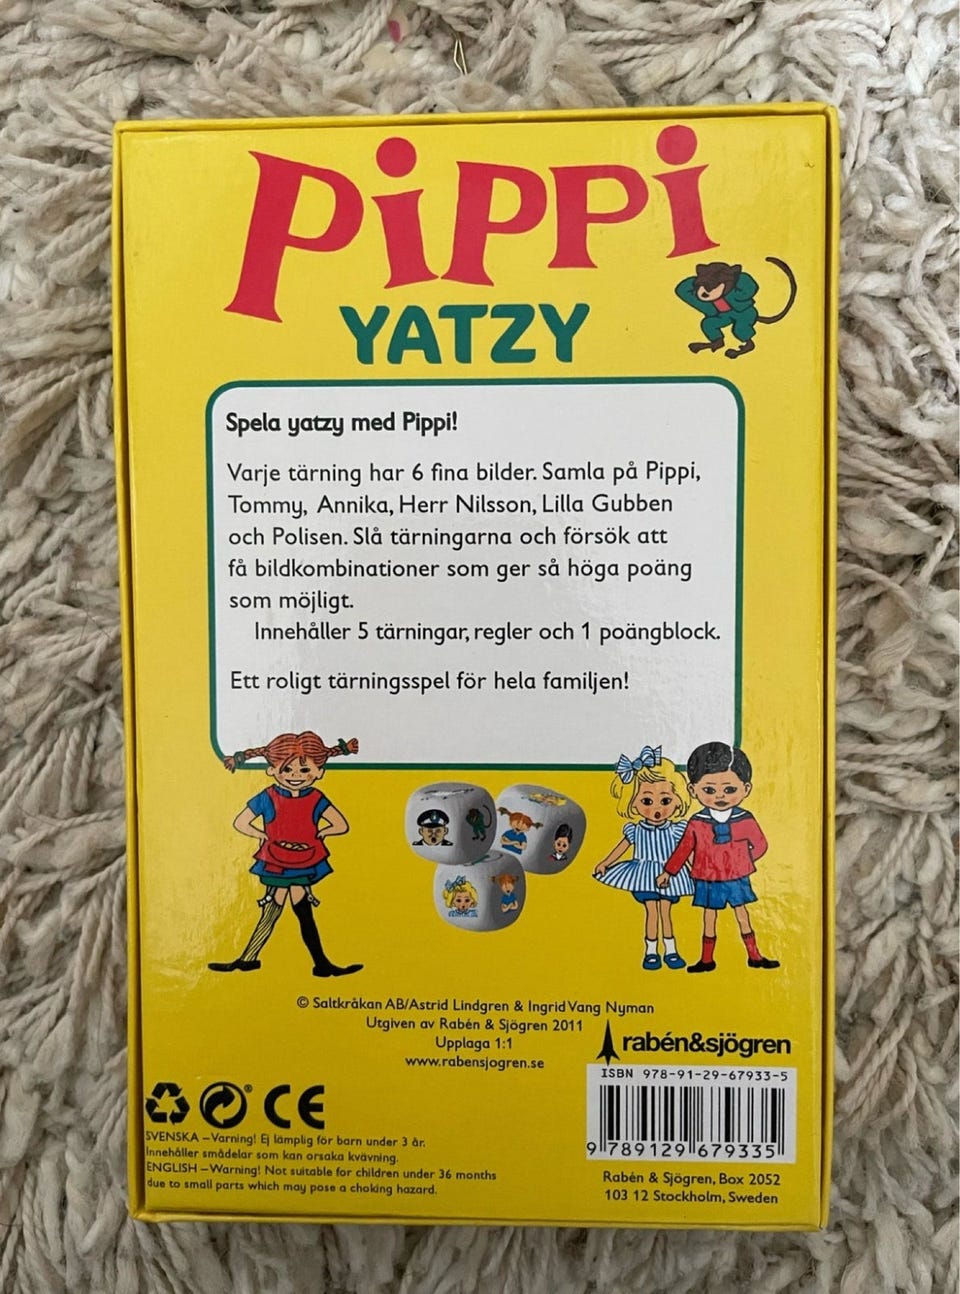 PiPPi
YATZY
Spela yatzy med Pippi!
Varje tärning har 6 fina bilder. Samla på Pippi,
Tommy, Annika, Herr Nilsson, Lilla Gubben
och Polisen. Slå tärningarna och försök att
få bildkombinationer som ger så höga poäng
som möjligt.
Innehåller 5 tärningar, regler och 1 poängblock.
Ett roligt tärningsspel för hela familjen!
© Saltkråkan AB/Astrid Lindgren & Ingrid Vang Nyman
Utgiven av Rabén & Sjögren 2011
Upplaga 1:1
www.rabensjogren.se
rabén&sjögren
ISBN 978-91-29-67933-5
9 789129 679335
Rabén & Sjögren, Box 2052
103 12 Stockholm, Sweden
® CE
SVENSKA – Varning! Ej lämplig för barn under 3 år.
Innehåller smådelar som kan orsaka kvävning.
ENGLISH – Warning! Not suitable for children under 36 months
due to small parts which may pose a choking hazard.